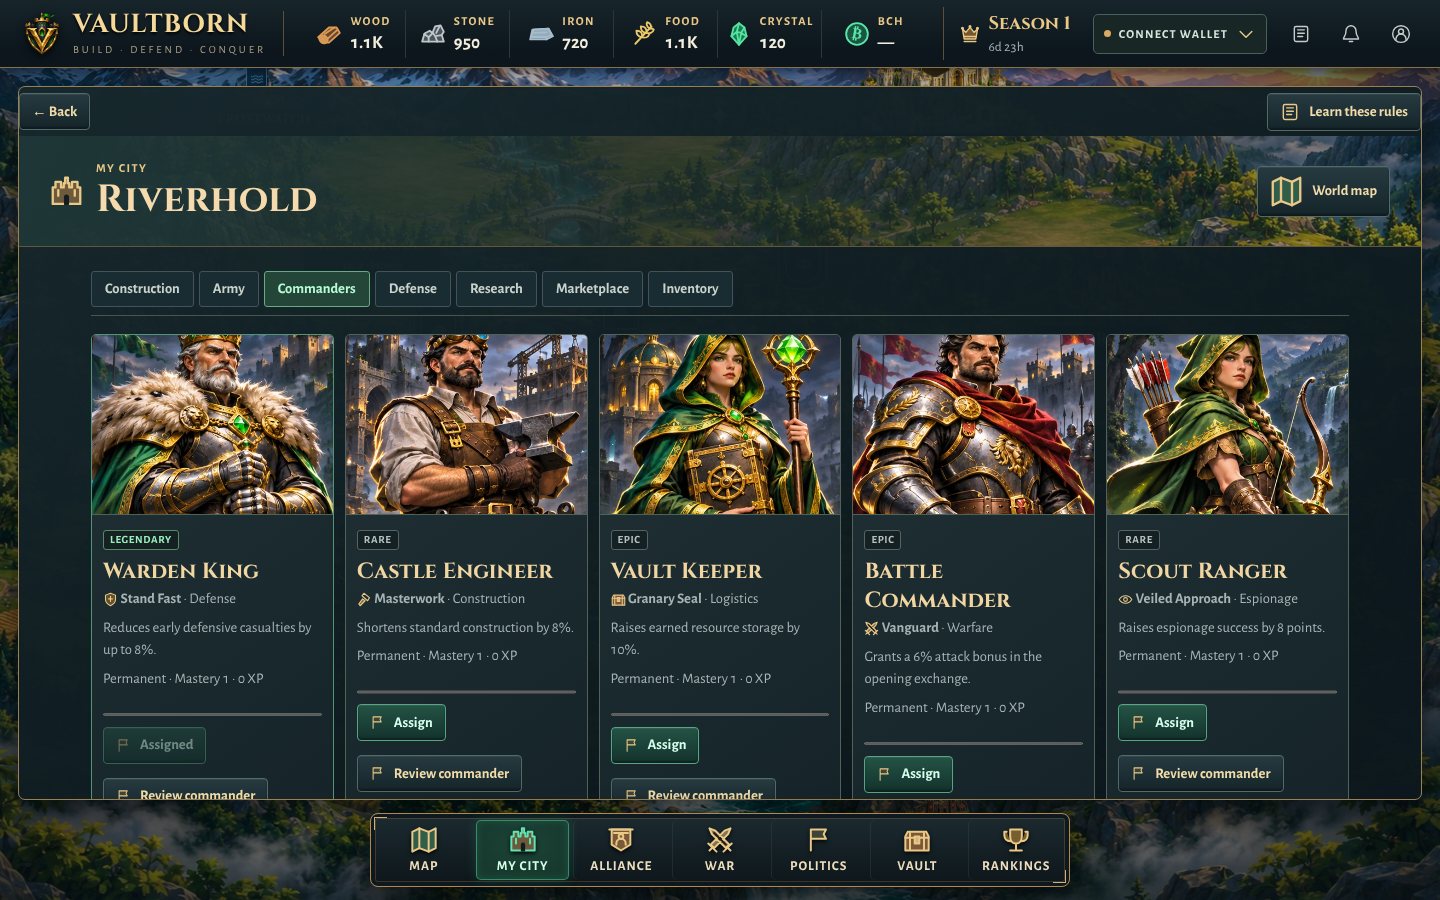 VAULTBORN
BUILD · DEFEND · CONQUER
WOOD
1.1K
STONE
950
IRON
720
FOOD
1.1K
CRYSTAL
120
BCH
—
SEASON 1
6d 23h
CONNECT WALLET
← Back
Learn these rules
MY CITY
RIVERHOLD
World map
Construction
Army
Commanders
Defense
Research
Marketplace
Inventory
LEGENDARY
WARDEN KING
Stand Fast · Defense
Reduces early defensive casualties by
up to 8%.
Permanent · Mastery 1 · 0 XP
Assigned
Review commander
RARE
CASTLE ENGINEER
Masterwork · Construction
Shortens standard construction by 8%.
Permanent · Mastery 1 · 0 XP
Assign
Review commander
EPIC
VAULT KEEPER
Granary Seal · Logistics
Raises earned resource storage by
10%.
Permanent · Mastery 1 · 0 XP
Assign
Review commander
EPIC
BATTLE
COMMANDER
Vanguard · Warfare
Grants a 6% attack bonus in the
opening exchange.
Permanent · Mastery 1 · 0 XP
Assign
RARE
SCOUT RANGER
Veiled Approach · Espionage
Raises espionage success by 8 points.
Permanent · Mastery 1 · 0 XP
Assign
Review commander
MAP
MY CITY
ALLIANCE
WAR
POLITICS
VAULT
RANKINGS